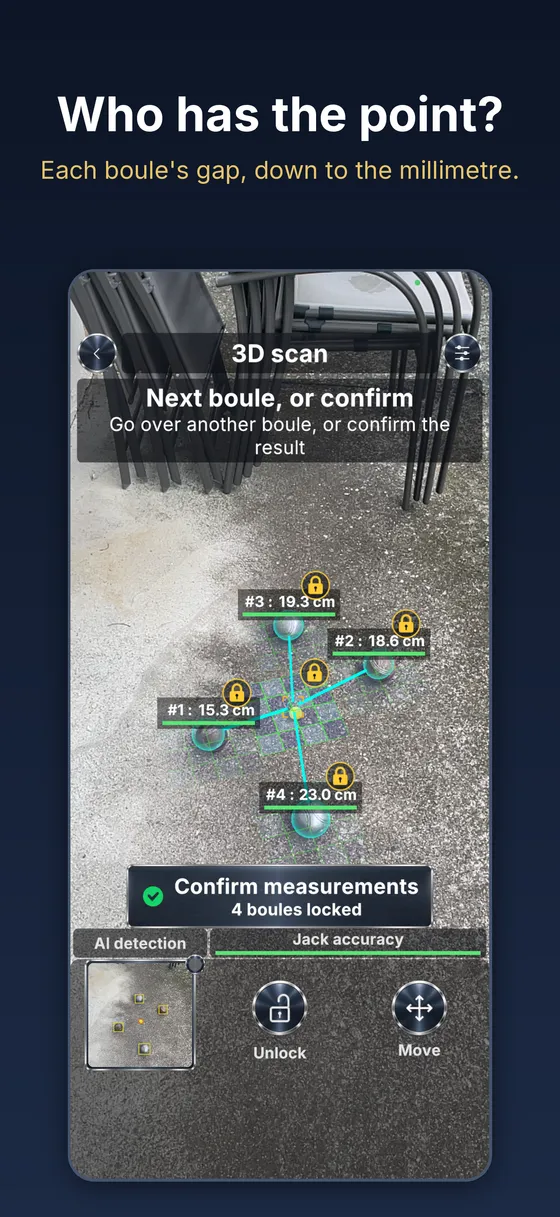 Who has the point?
Each boule's gap, down to the millimetre.
3D scan
Next boule, or confirm
Go over another boule, or confirm the
result
#3 : 19.3 cm
#2 : 18.6 cm
#1 : 15.3 cm
#4 : 23.0 cm
Confirm measurements
4 boules locked
AI detection
Jack accuracy
Unlock
Move